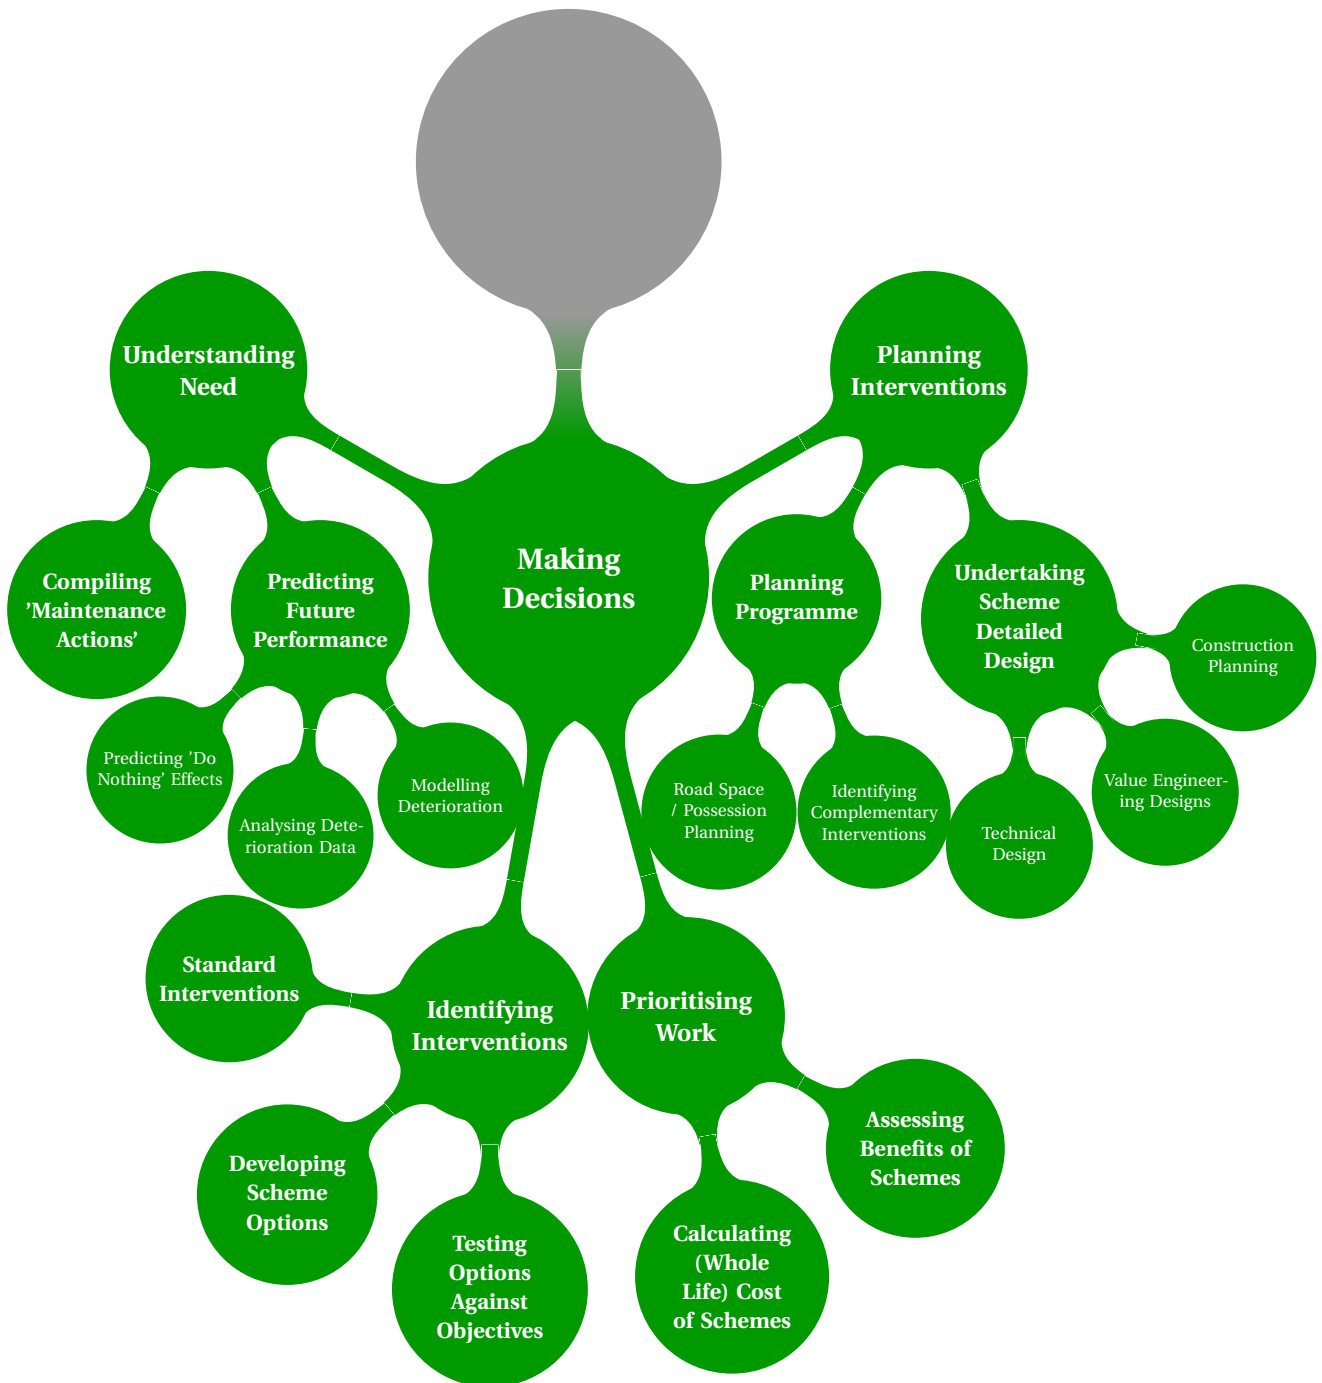 Understanding
Need
Planning
Interventions
Making
Decisions
Compiling
'Maintenance
Actions'
Predicting
Future
Performance
Planning
Programme
Undertaking
Scheme
Detailed
Design
Construction
Planning
Predicting 'Do
Nothing' Effects
Analysing Dete-
rioration Data
Modelling
Deterioration
Road Space
/ Possession
Planning
Identifying
Complementary
Interventions
Technical
Design
Value Engineer-
ing Designs
Standard
Interventions
Identifying
Interventions
Prioritising
Work
Developing
Scheme
Options
Testing
Options
Against
Objectives
Calculating
(Whole
Life) Cost
of Schemes
Assessing
Benefits of
Schemes